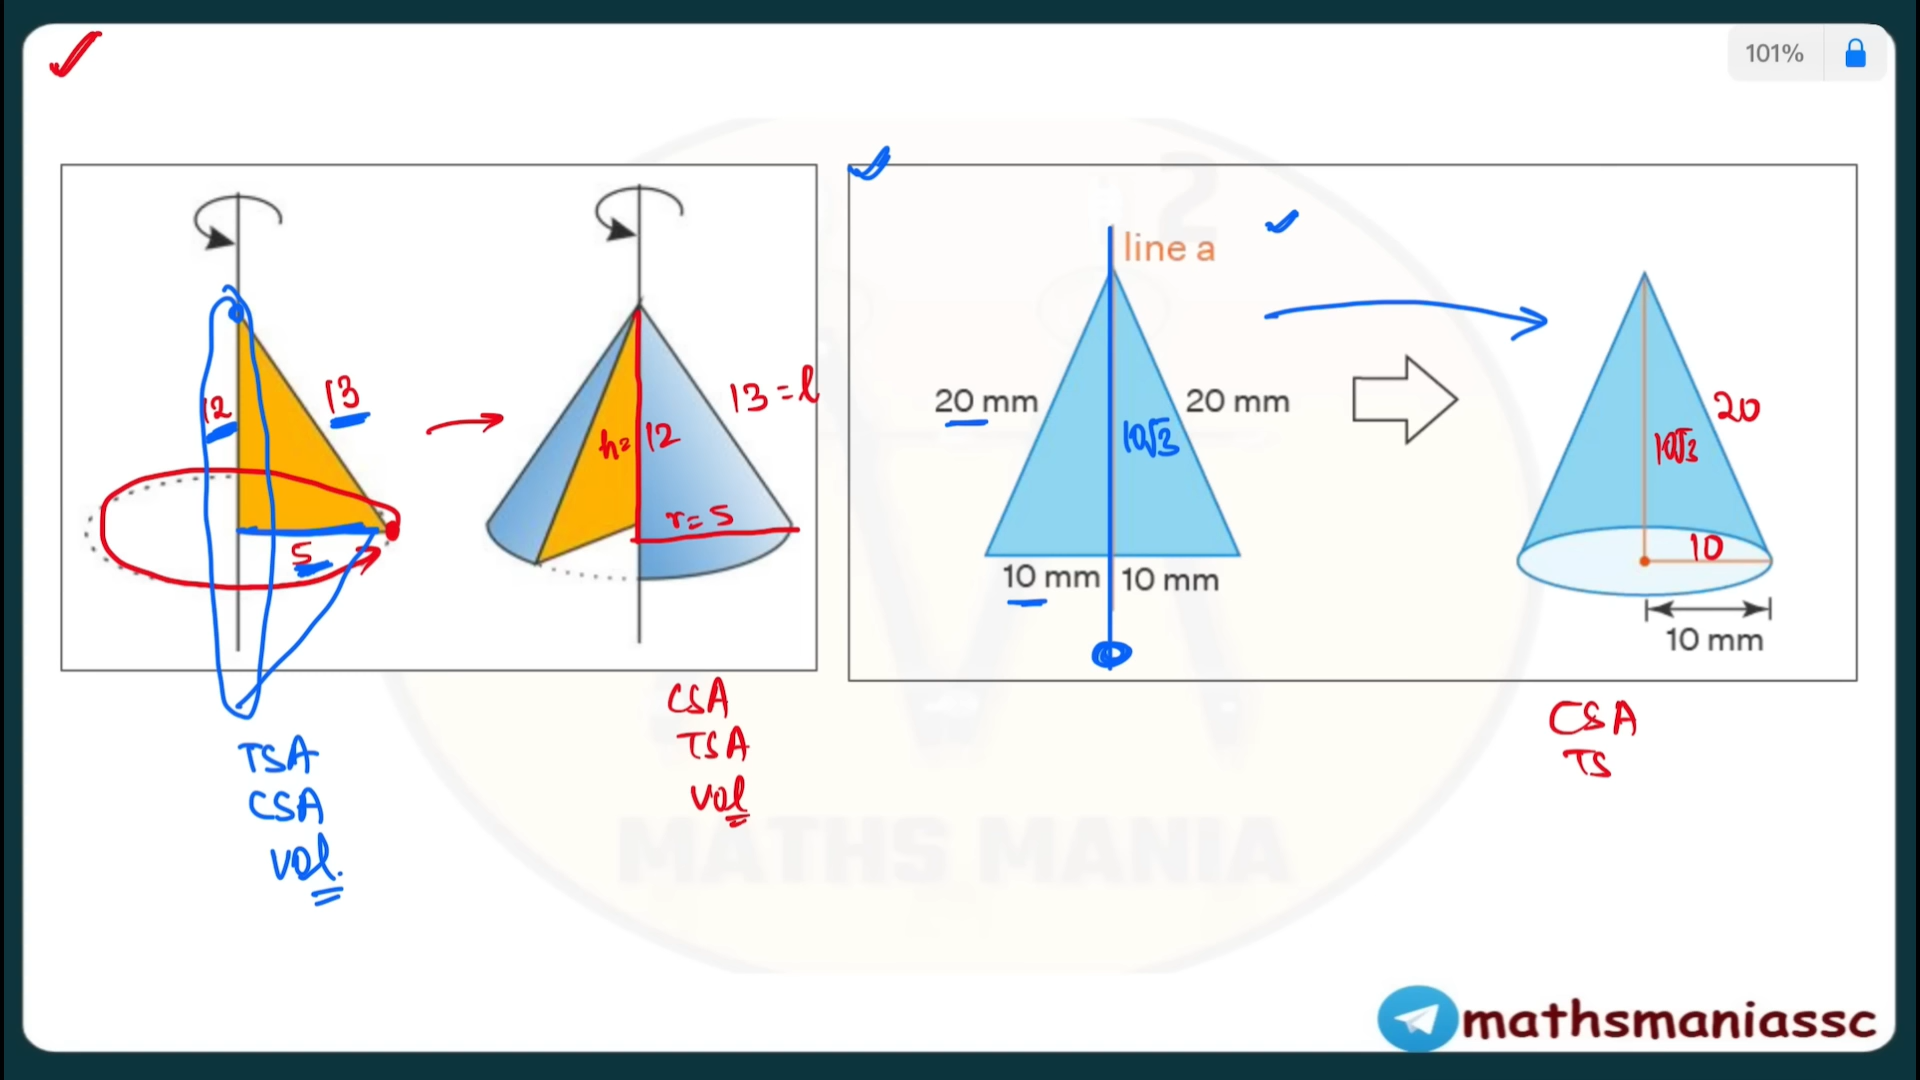 101%
12
13
5
h= 12
13 = l
r = 5
TSA
CSA
vol.
CSA
TSA
vol
line a
20 mm
20 mm
10√3
10 mm
10 mm
20
10√3
10
10 mm
CSA
TS
2
MATHS MANIA
mathsmaniassc